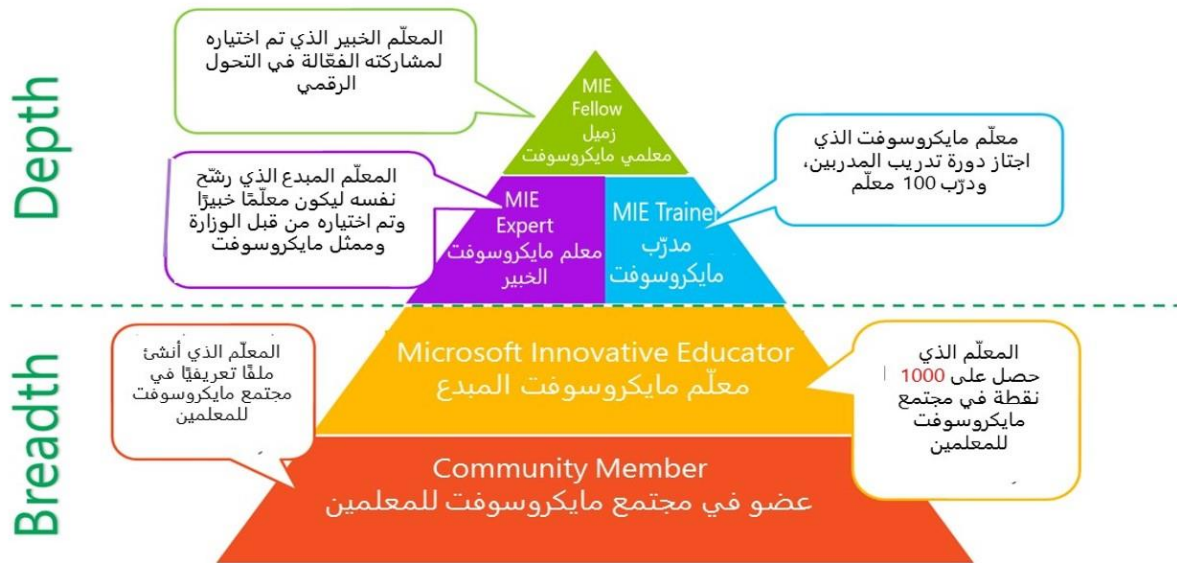 Depth
المعلّم الخبير الذي تم اختياره
لمشاركته الفعّالة في التحول
الرقمي
MIE
Fellow
زميل
معلمي مايكروسوفت
معلّم مايكروسوفت الذي
اجتاز دورة تدريب المدربين،
ودرّب 100 معلّم
المعلّم المبدع الذي رشّح
نفسه ليكون معلّمًا خبيرًا
وتم اختياره من قبل الوزارة
وممثل مايكروسوفت
MIE
Expert
معلم مايكروسوفت
الخبير
MIE Trainer
مدرّب
مايكروسوفت
Breadth
المعلّم الذي أنشئ
ملفًا تعريفيًا في
مجتمع مايكروسوفت
للمعلمين
Microsoft Innovative Educator
معلّم مايكروسوفت المبدع
المعلّم الذي
حصل على 1000
نقطة في مجتمع
مايكروسوفت
للمعلمين
Community Member
عضو في مجتمع مايكروسوفت للمعلمين